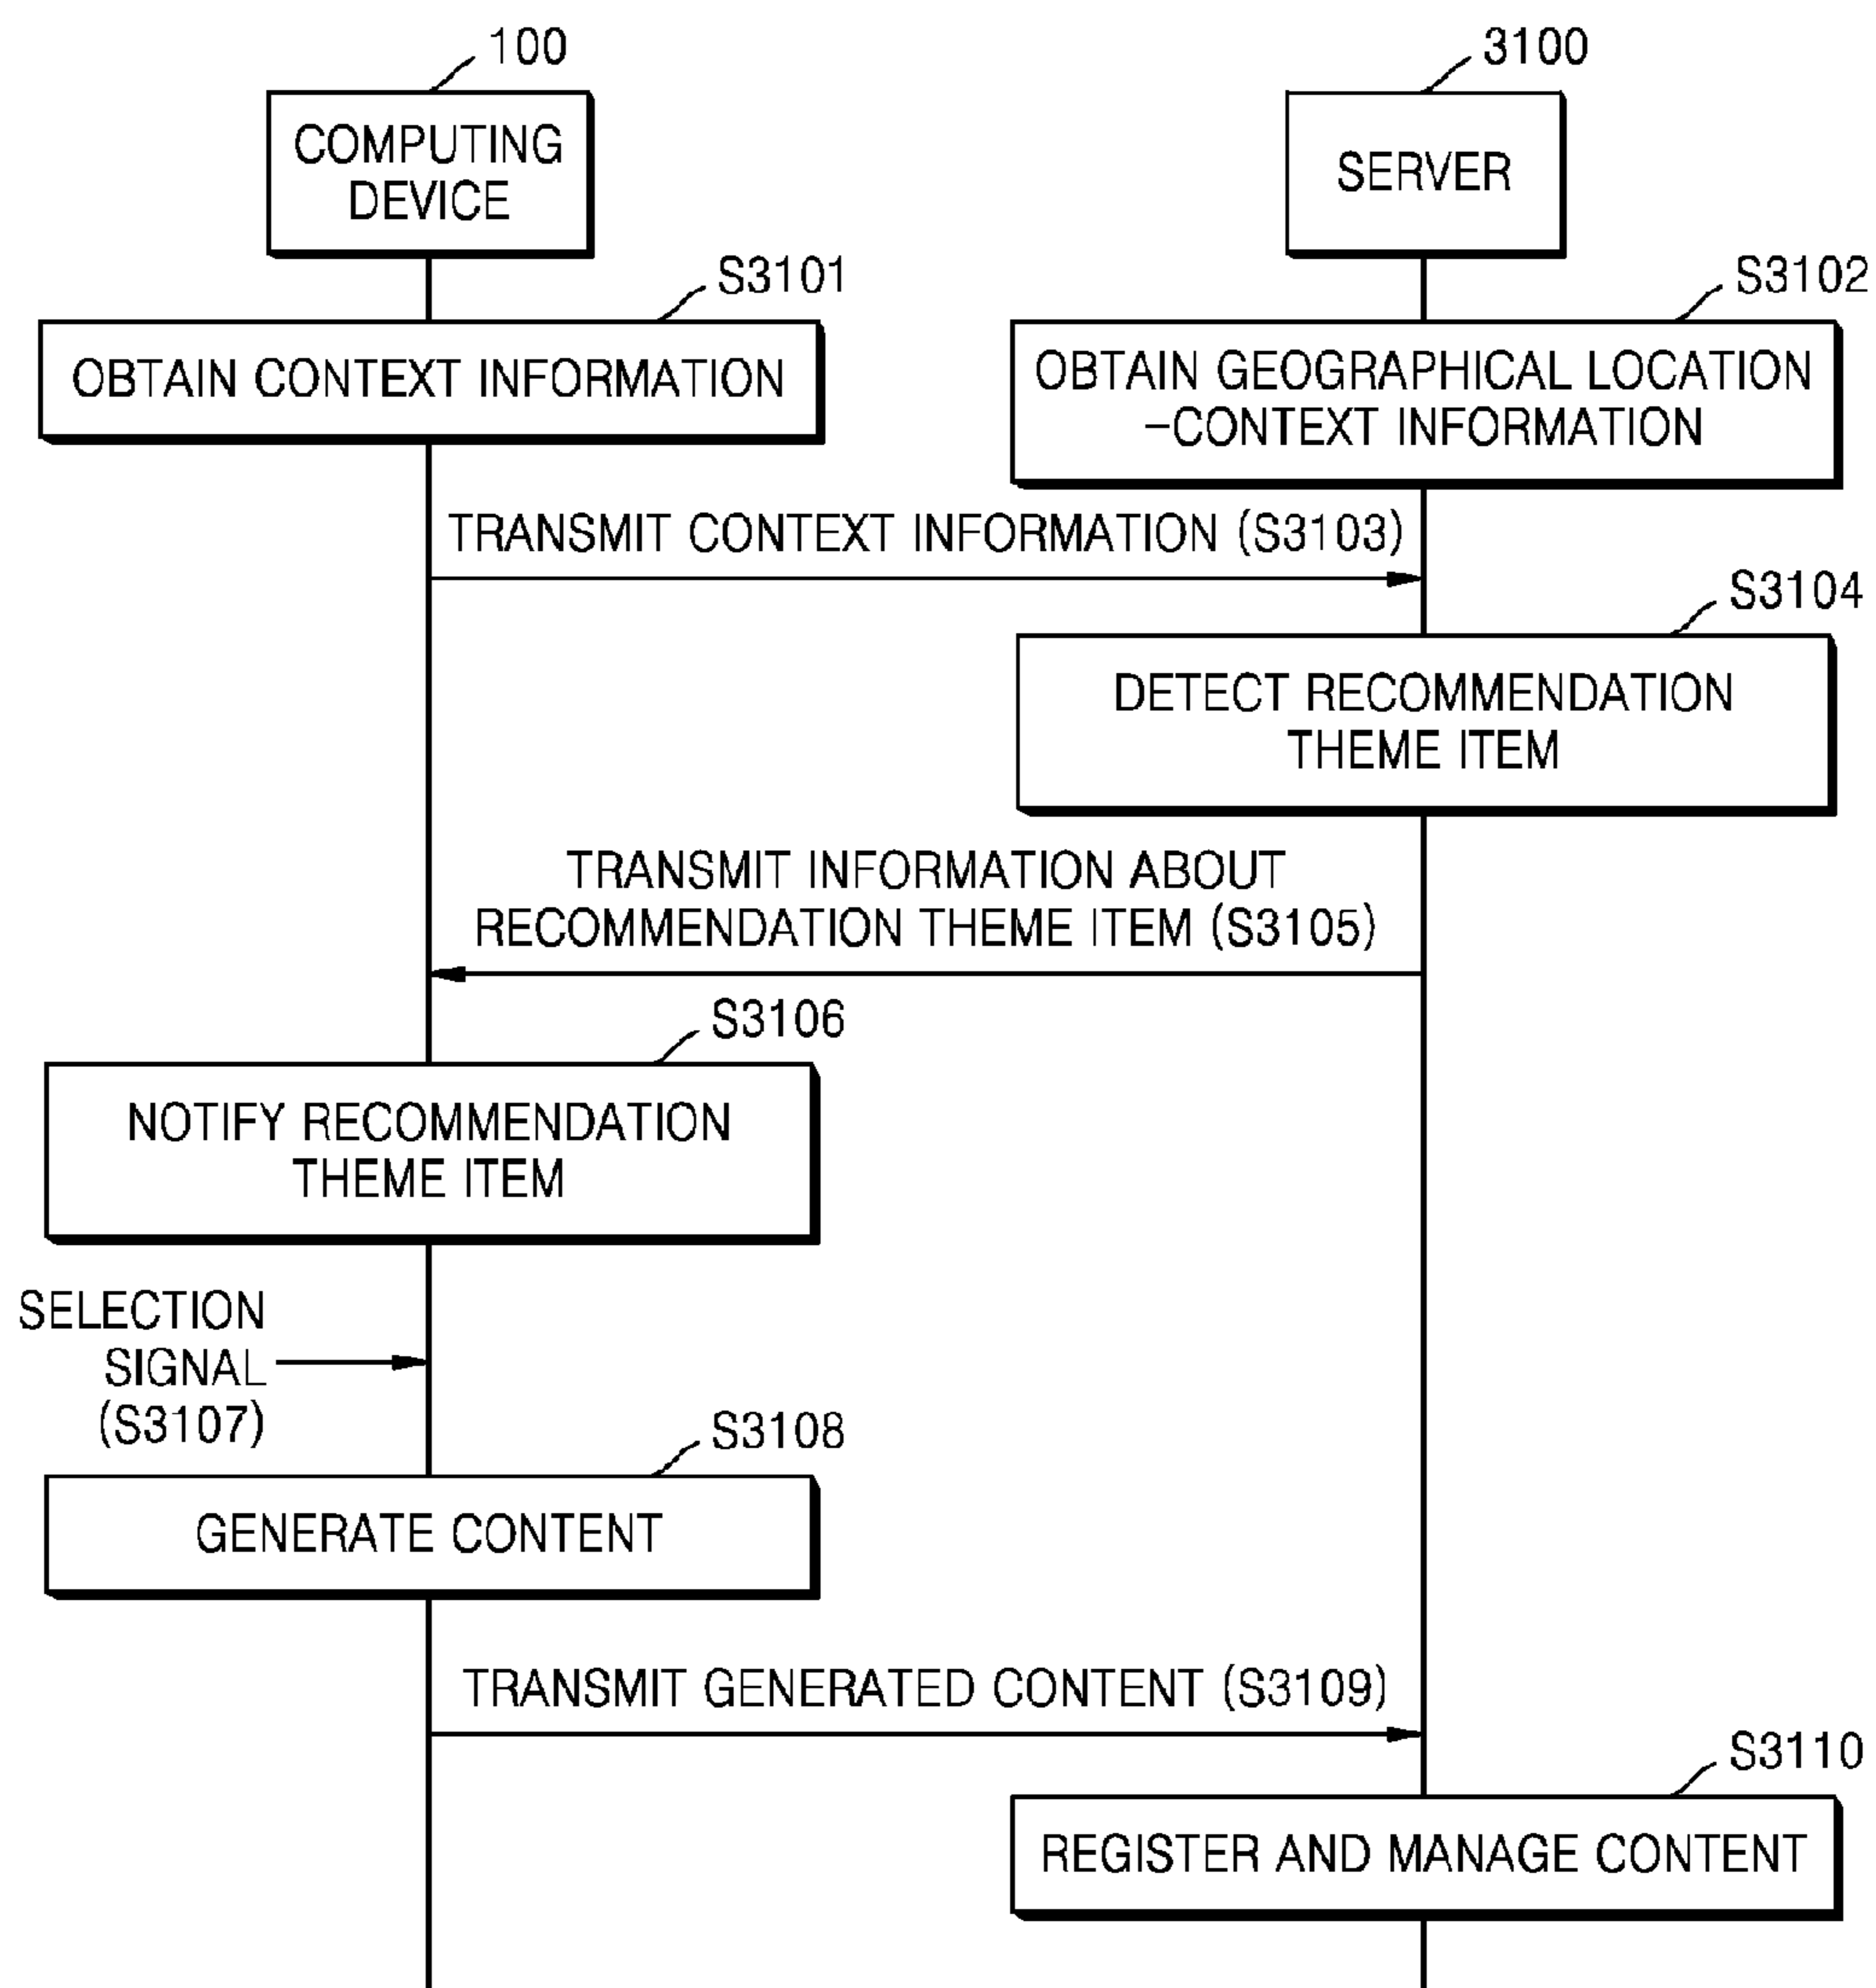 100
3100
COMPUTING
DEVICE
SERVER
S3101
S3102
OBTAIN CONTEXT INFORMATION
OBTAIN GEOGRAPHICAL LOCATION
-CONTEXT INFORMATION
TRANSMIT CONTEXT INFORMATION (S3103)
S3104
DETECT RECOMMENDATION
THEME ITEM
TRANSMIT INFORMATION ABOUT
RECOMMENDATION THEME ITEM (S3105)
S3106
NOTIFY RECOMMENDATION
THEME ITEM
SELECTION
SIGNAL
(S3107)
S3108
GENERATE CONTENT
TRANSMIT GENERATED CONTENT (S3109)
S3110
REGISTER AND MANAGE CONTENT